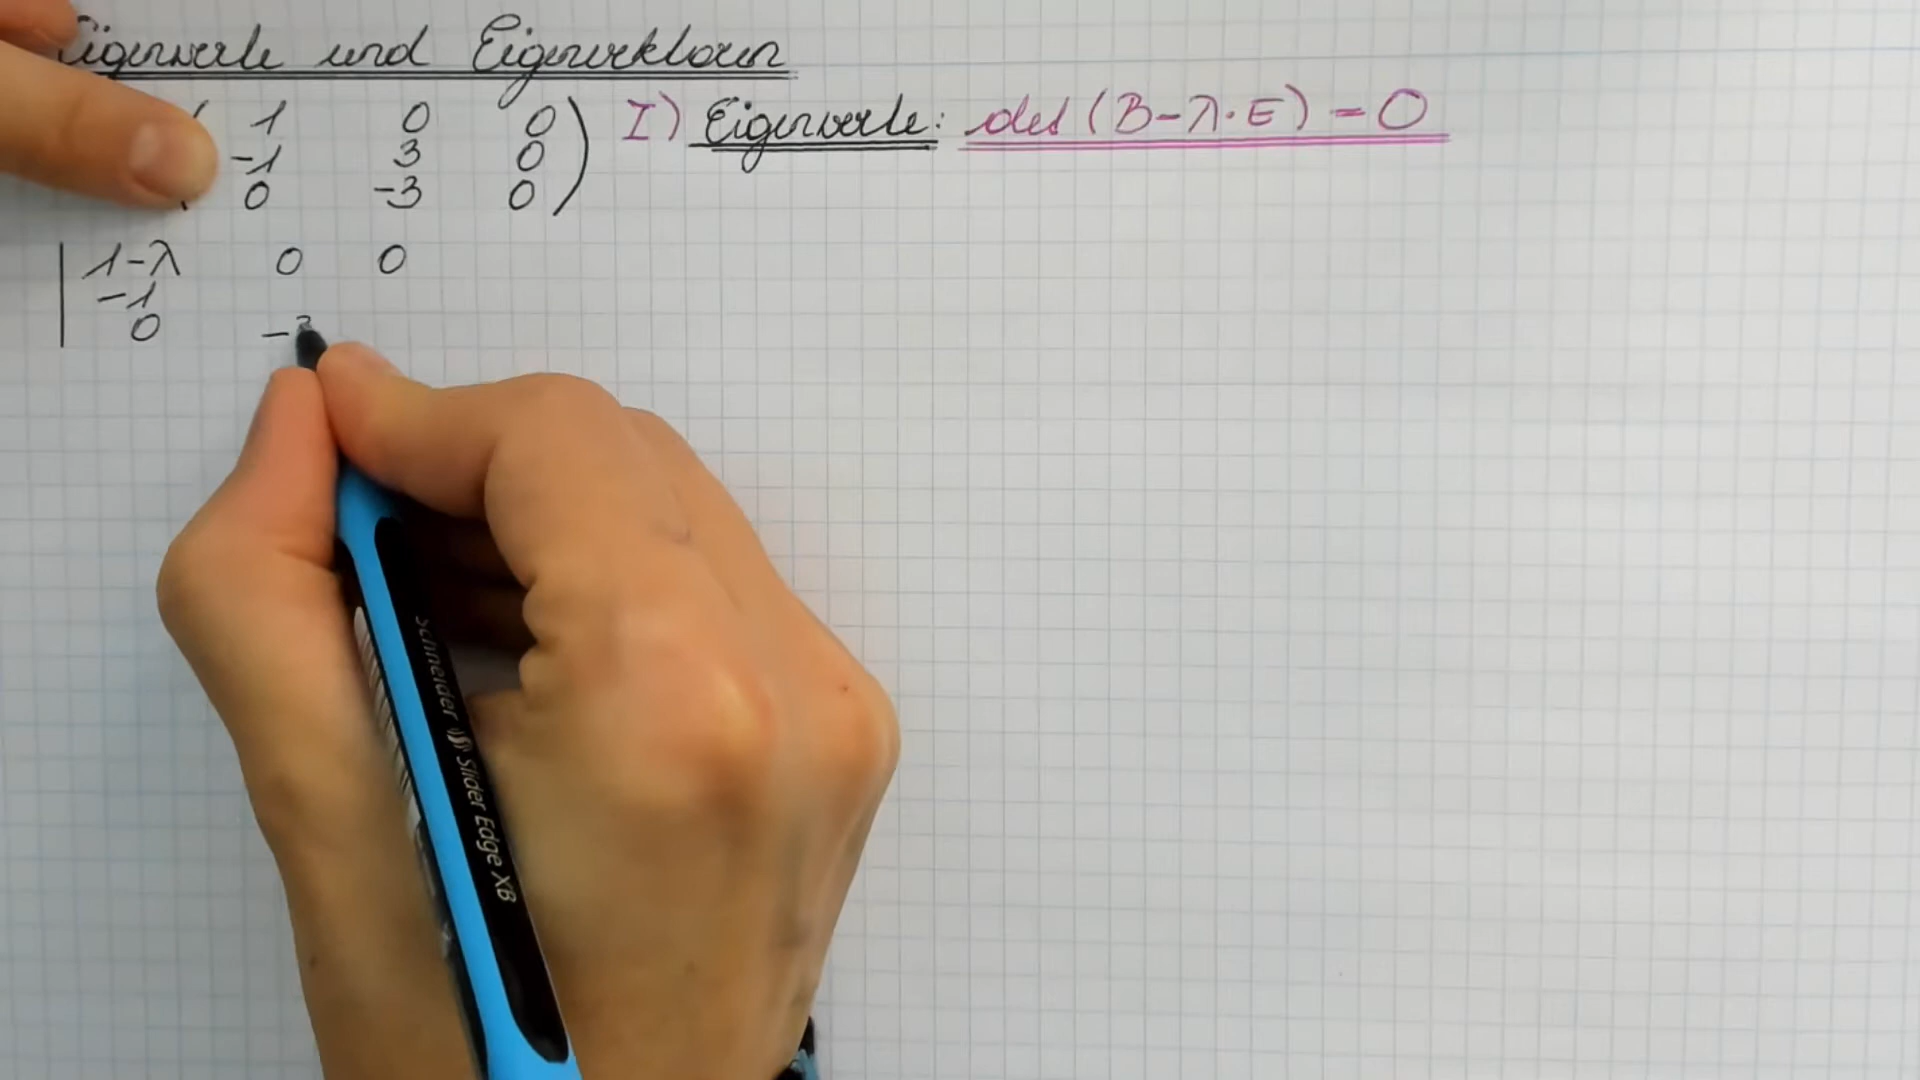 Eigenwerte und Eigenvektoren
1 0 0
-1 3 0
0 -3 0
I) Eigenwerte: det (B-λ·E) = 0
1-λ 0 0
-1
0 -3
schneider Slider Edge XB